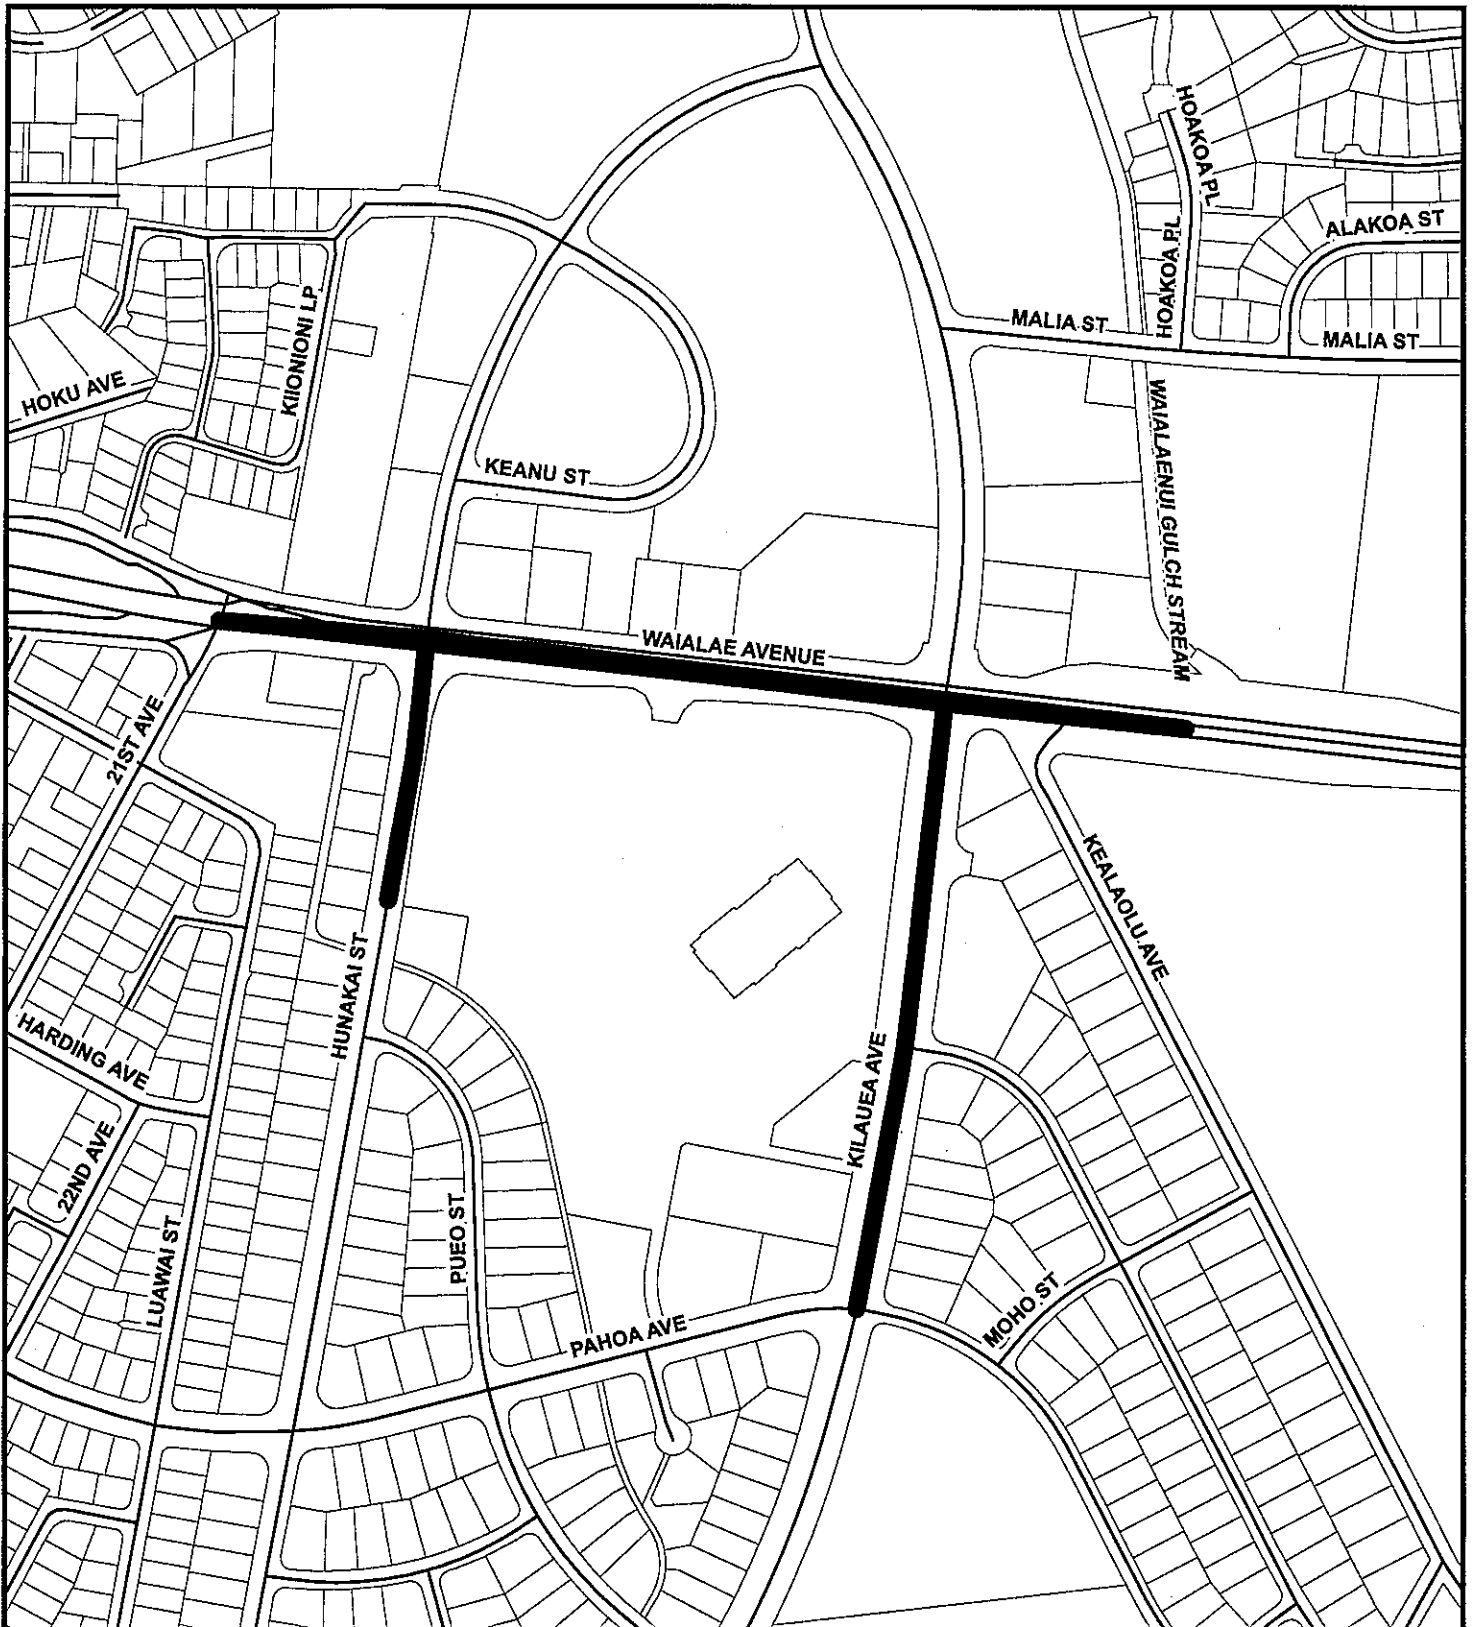 HOAKOA PL
ALAKOA ST
HOAKOA PL
MALIA ST
MALIA ST
KIIONIONI LP
HOKU AVE
WAIALAENUI GULCH STREAM
KEANU ST
WAIALAE AVENUE
21ST AVE
KEALAOLU AVE
HUNAKAI ST
HARDING AVE
KILAUEA AVE
22ND AVE
PUEO ST
LUAWAI ST
MOHO ST
PAHOA AVE